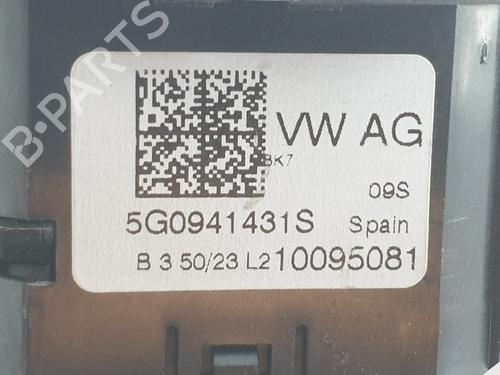 B-PARTS
VW AG
BK7
09S
5G0941431S Spain
B 3 50/23 L2 10095081